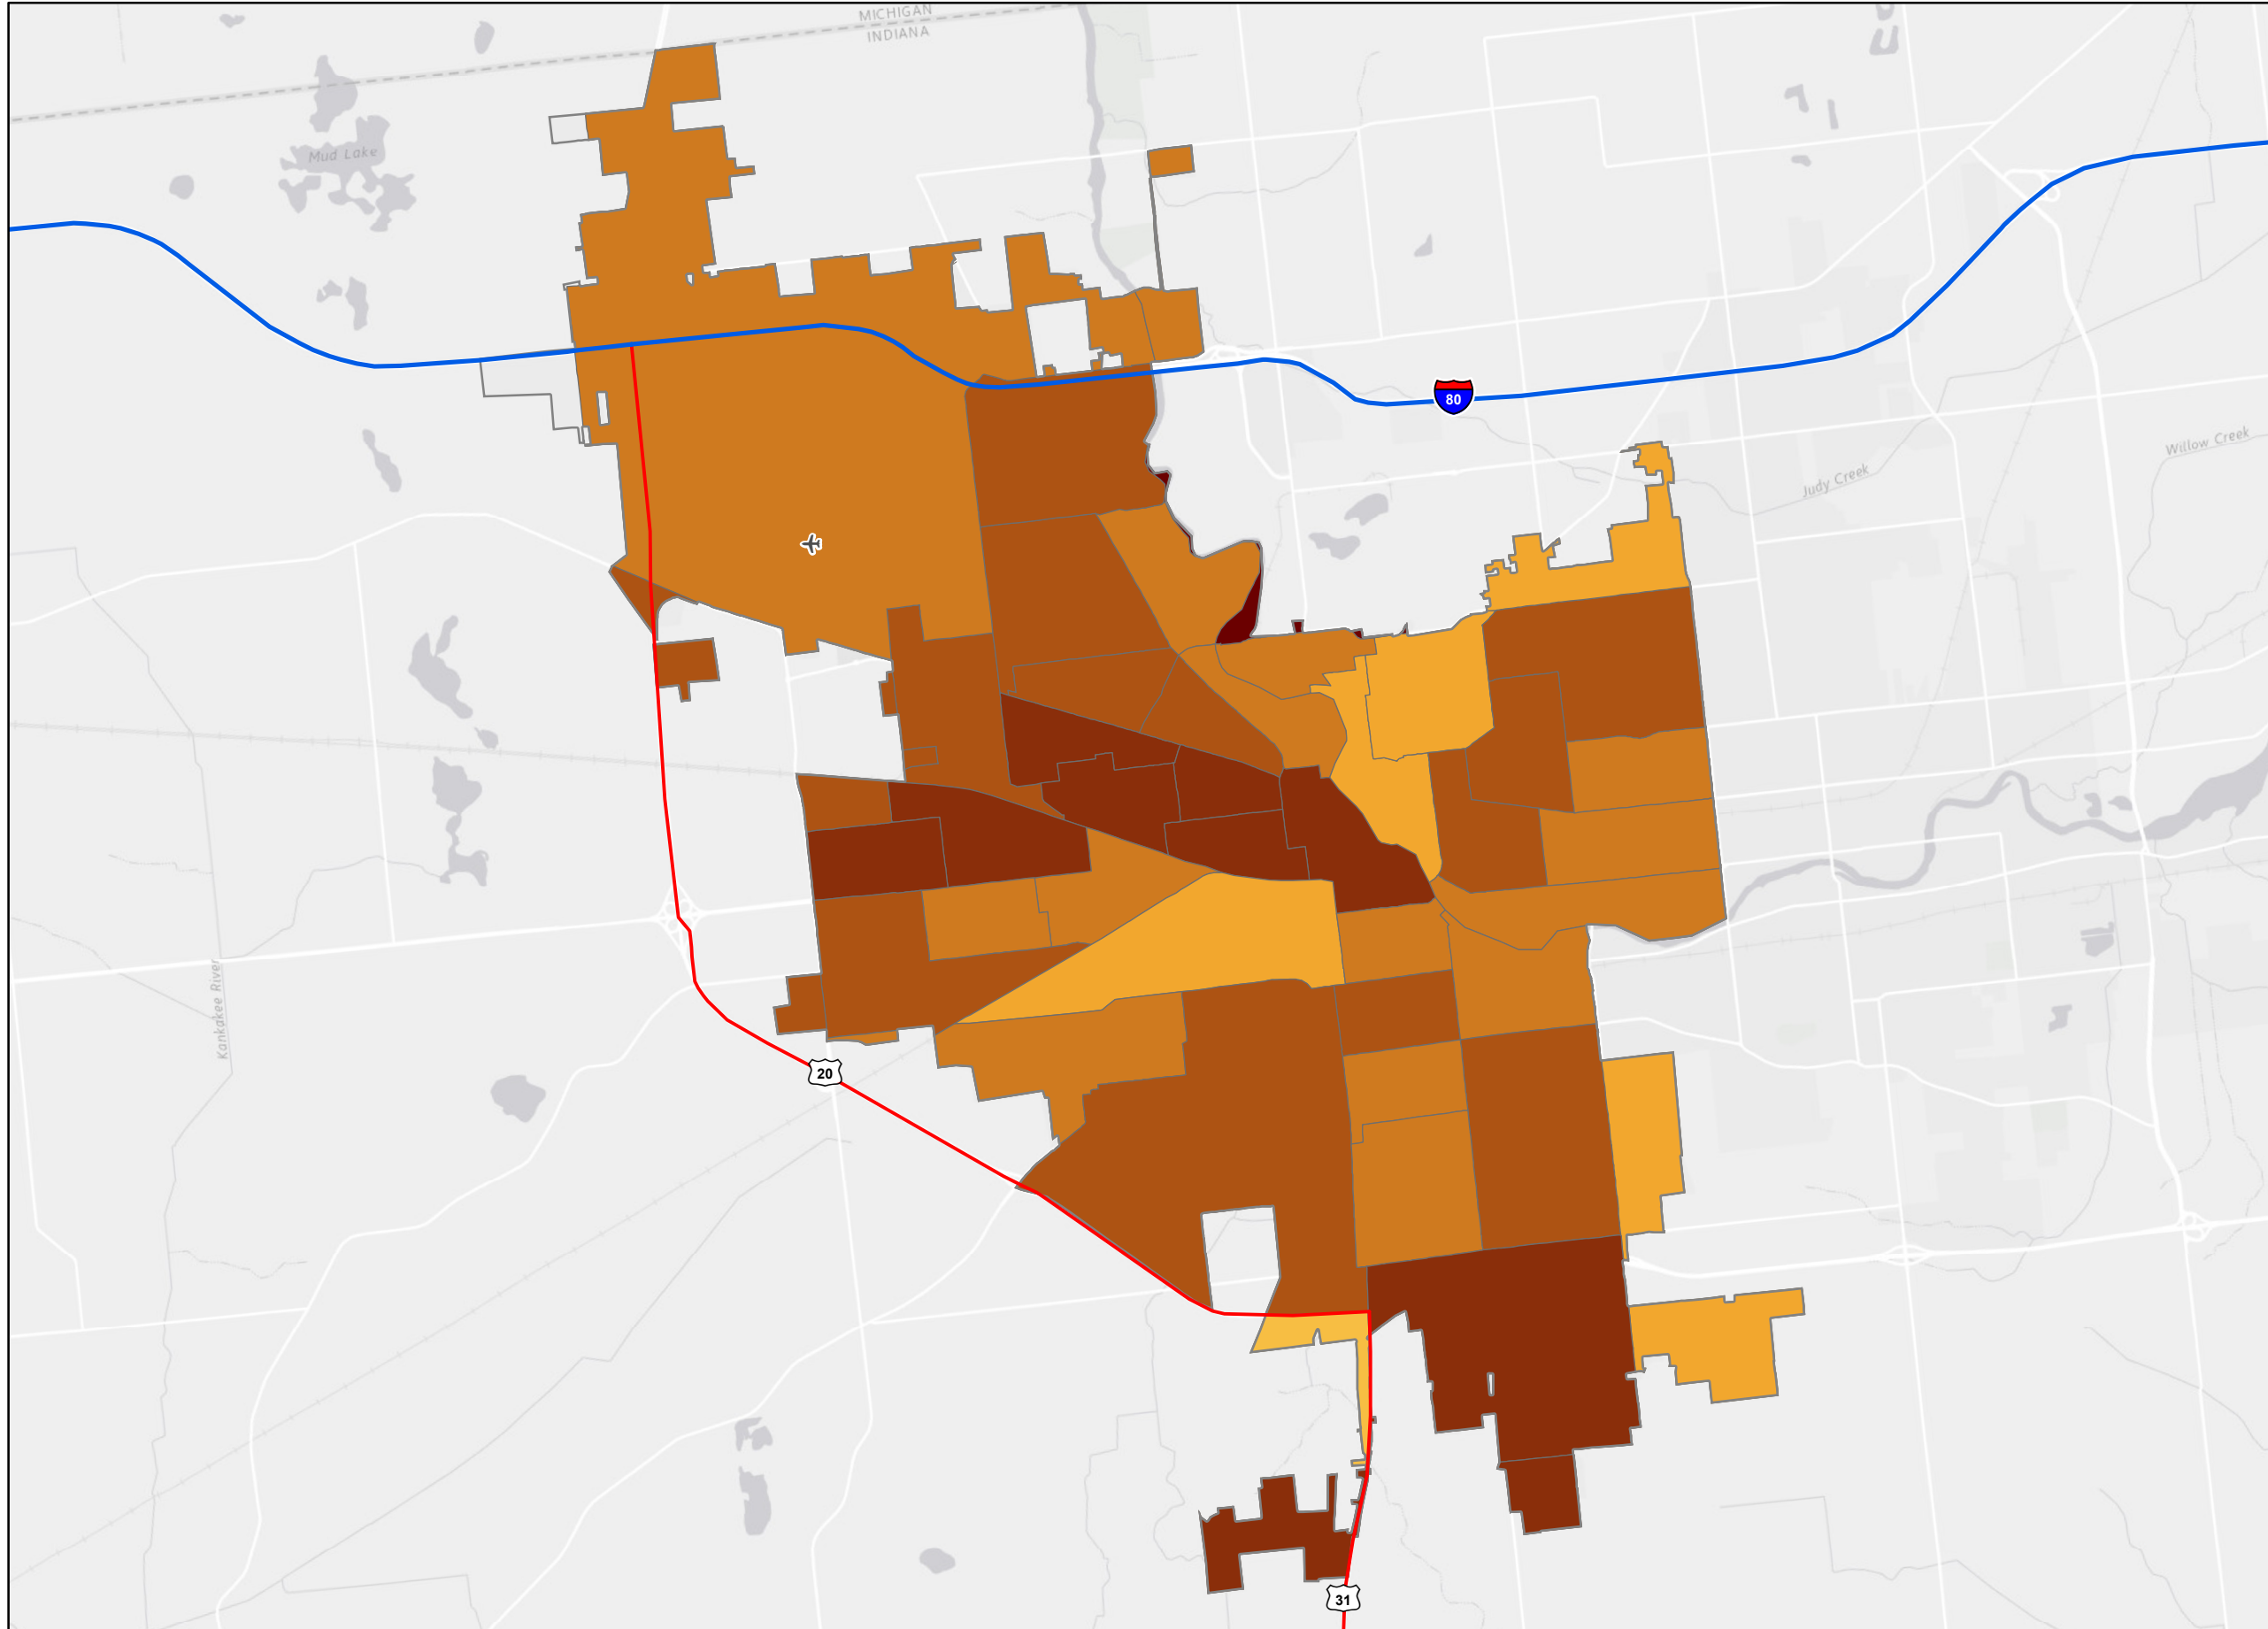 MICHIGAN
INDIANA
Mud Lake
80
Willow Creek
Judy Creek
Kankakee River
20
31